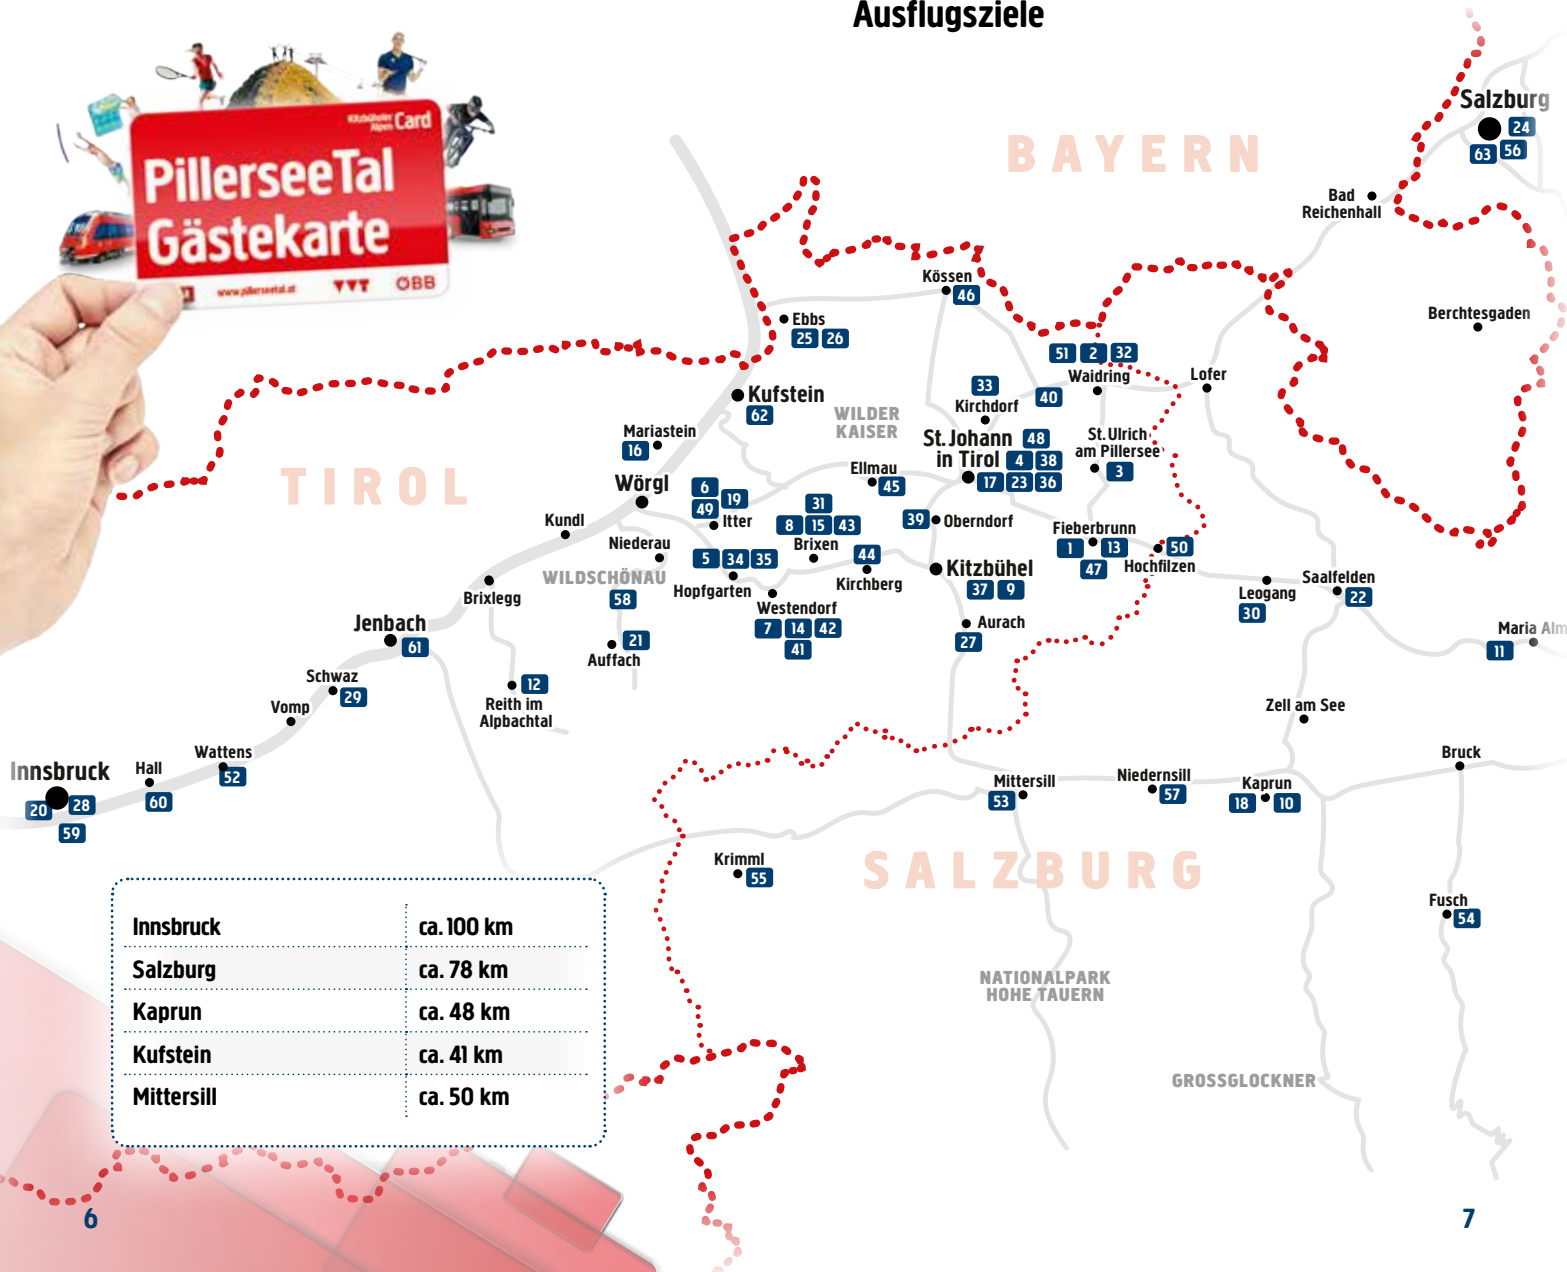 Ausflugsziele
Kitzbüheler
Alpen Card
PillerseeTal
Gästekarte
www.pillerseetal.at
VVT
ÖBB
BAYERN
TIROL
SALZBURG
Salzburg
24
63 56
Bad
Reichenhall
Berchtesgaden
Kössen
46
Ebbs
25 26
51 2 32
Waidring
Lofer
33
Kirchdorf
40
Kufstein
62
WILDER
KAISER
Mariastein
16
St. Johann 48
in Tirol 4 38
17 23 36
St. Ulrich
am Pillersee
3
Ellmau
45
Wörgl
6 19
49
Itter
31
8 15 43
Brixen
39 Oberndorf
Kundl
Niederau
Fieberbrunn
1 13
47
50
Hochfilzen
5 34 35
Hopfgarten
44
Kirchberg
Kitzbühel
37 9
WILDSCHÖNAU
58
Brixlegg
Leogang
30
Saalfelden
22
Westendorf
7 14 42
41
Aurach
27
Jenbach
61
21
Auffach
Maria Alm
11
Schwaz
29
12
Reith im
Alpbachtal
Vomp
Zell am See
Wattens
52
Bruck
Innsbruck
20 28
59
Hall
60
Mittersill
53
Niedernsill
57
Kaprun
18 10
Krimml
55
Fusch
54
NATIONALPARK
HOHE TAUERN
GROSSGLOCKNER
Innsbruck ca. 100 km
Salzburg ca. 78 km
Kaprun ca. 48 km
Kufstein ca. 41 km
Mittersill ca. 50 km
6
7